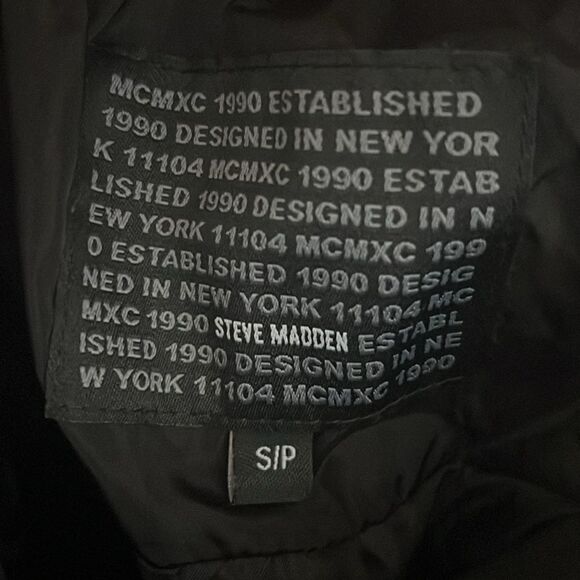 MCMXC 1990 ESTABLISHED
1990 DESIGNED IN NEW YOR
K 11104 MCMXC 1990 ESTAB
LISHED 1990 DESIGNED IN N
EW YORK 11104 MCMXC 199
0 ESTABLISHED 1990 DESIG
NED IN NEW YORK 11104 MC
MXC 1990 STEVE MADDEN ESTABL
ISHED 1990 DESIGNED IN NE
W YORK 11104 MCMXC 1990
S/P